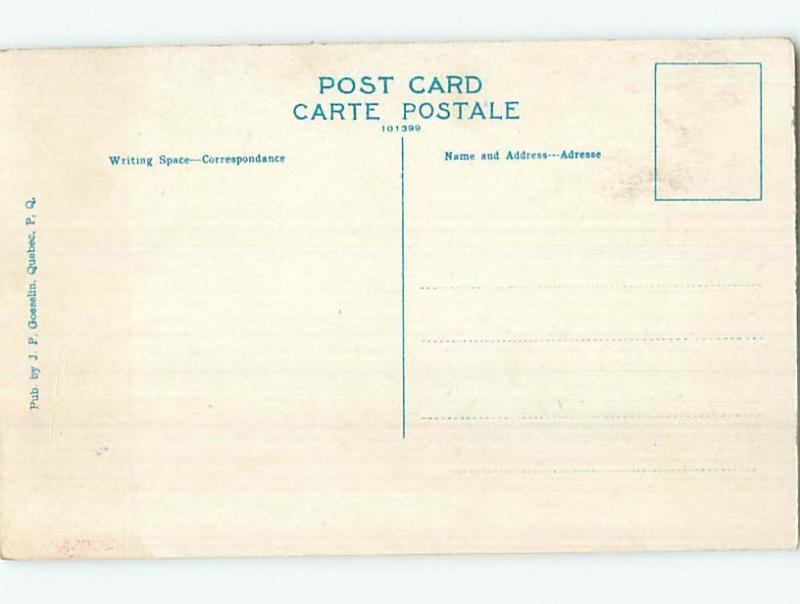 POST CARD
CARTE POSTALE
101399
Writing Space---Correspondance
Name and Address---Adresse
Pub. by J. P. Gosselin, Quebec, P. Q.